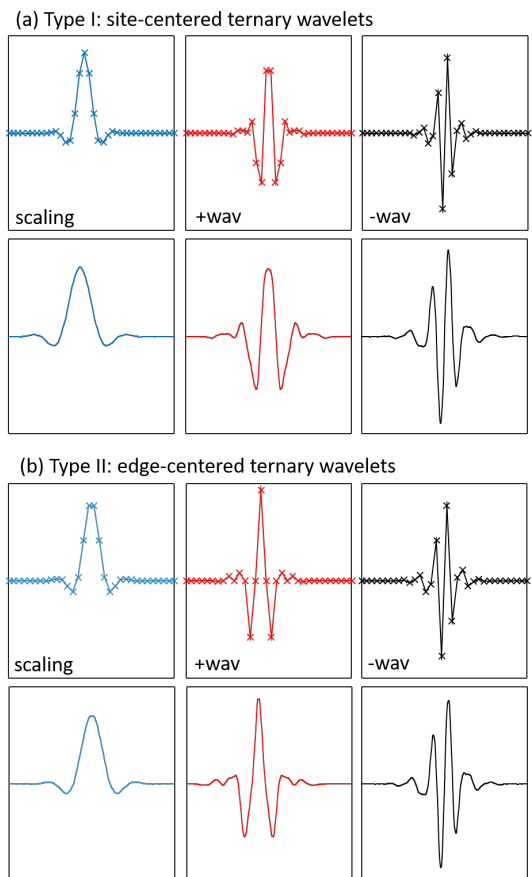 (a) Type I: site-centered ternary wavelets
scaling
+wav
-wav
(b) Type II: edge-centered ternary wavelets
scaling
+wav
-wav